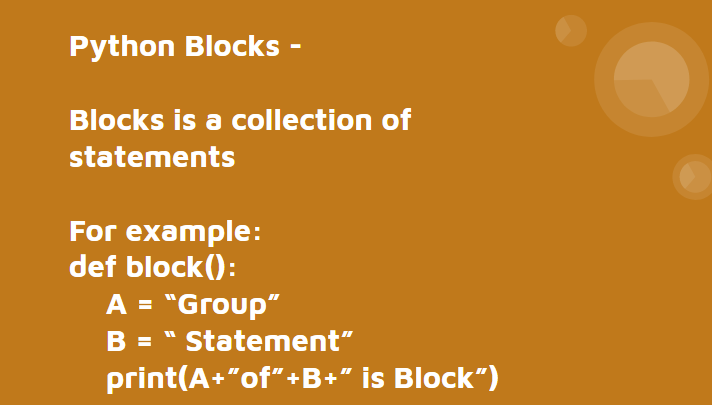 Python Blocks -
Blocks is a collection of
statements
For example:
def block():
A = “Group”
B = “ Statement”
print(A+”of”+B+” is Block”)